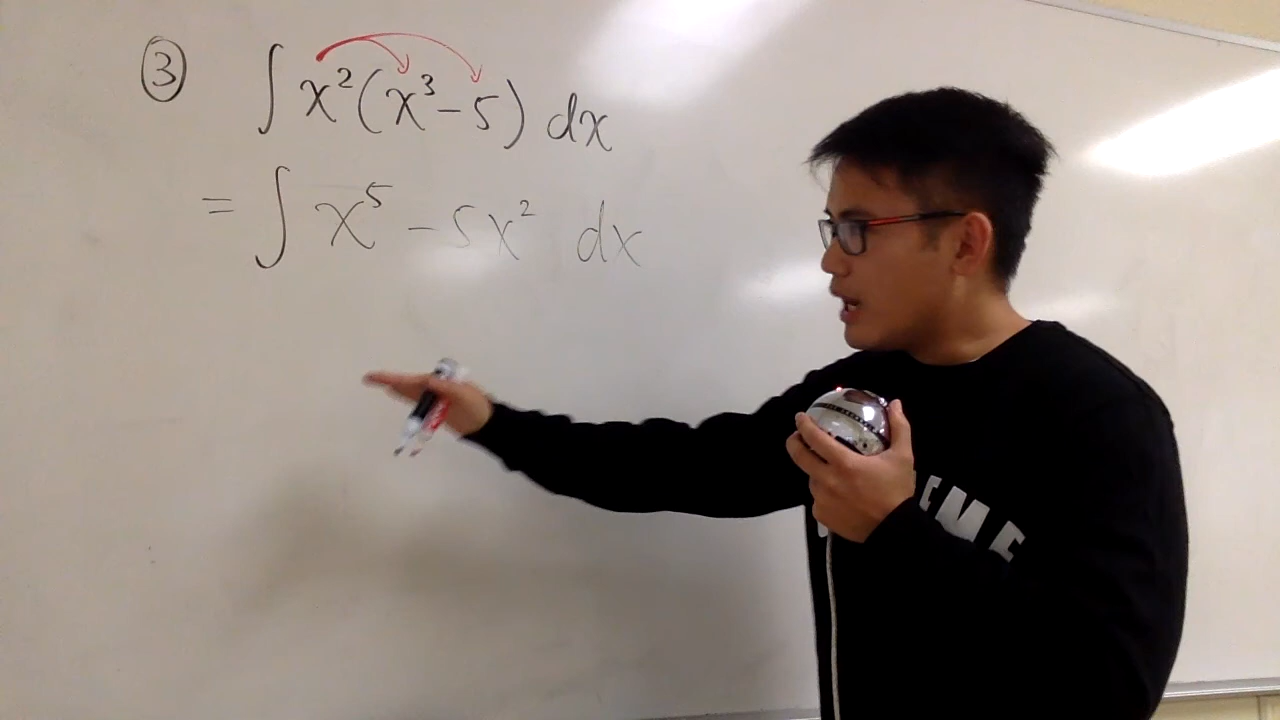 ③ ∫ x²(x³-5) dx
= ∫ x⁵ - 5x² dx